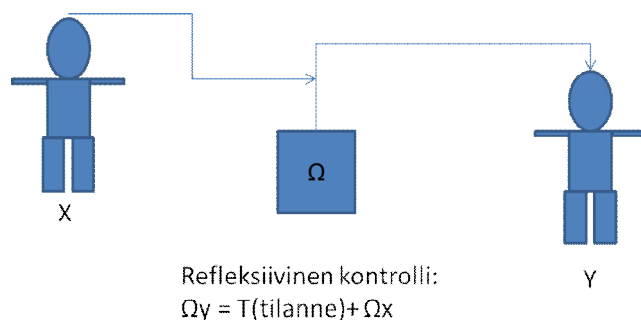 Ω
X
Y
Refleksiivinen kontrolli:
Ωy = T(tilanne)+ Ωx